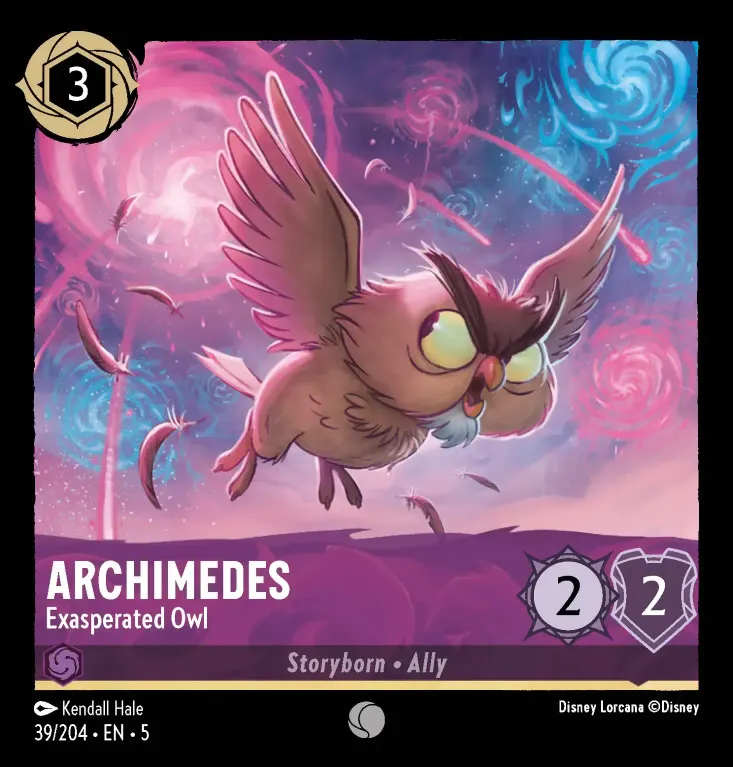 3
ARCHIMEDES
Exasperated Owl
2
2
Storyborn • Ally
Kendall Hale
Disney Lorcana ©Disney
39/204 • EN • 5